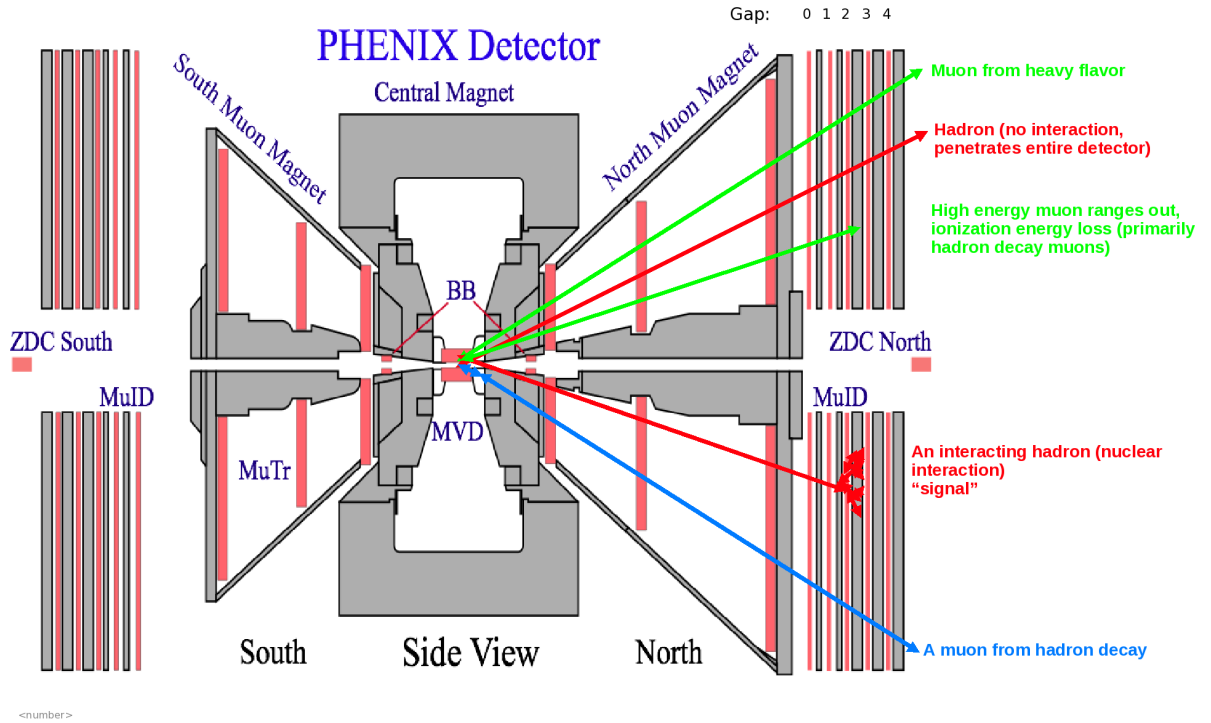 Gap: 0 1 2 3 4
PHENIX Detector
South Muon Magnet
Central Magnet
North Muon Magnet
Muon from heavy flavor
Hadron (no interaction,
penetrates entire detector)
High energy muon ranges out,
ionization energy loss (primarily
hadron decay muons)
BB
ZDC South
ZDC North
MuID
MuID
MVD
MuTr
An interacting hadron (nuclear
interaction)
“signal”
South
Side View
North
A muon from hadron decay
<number>